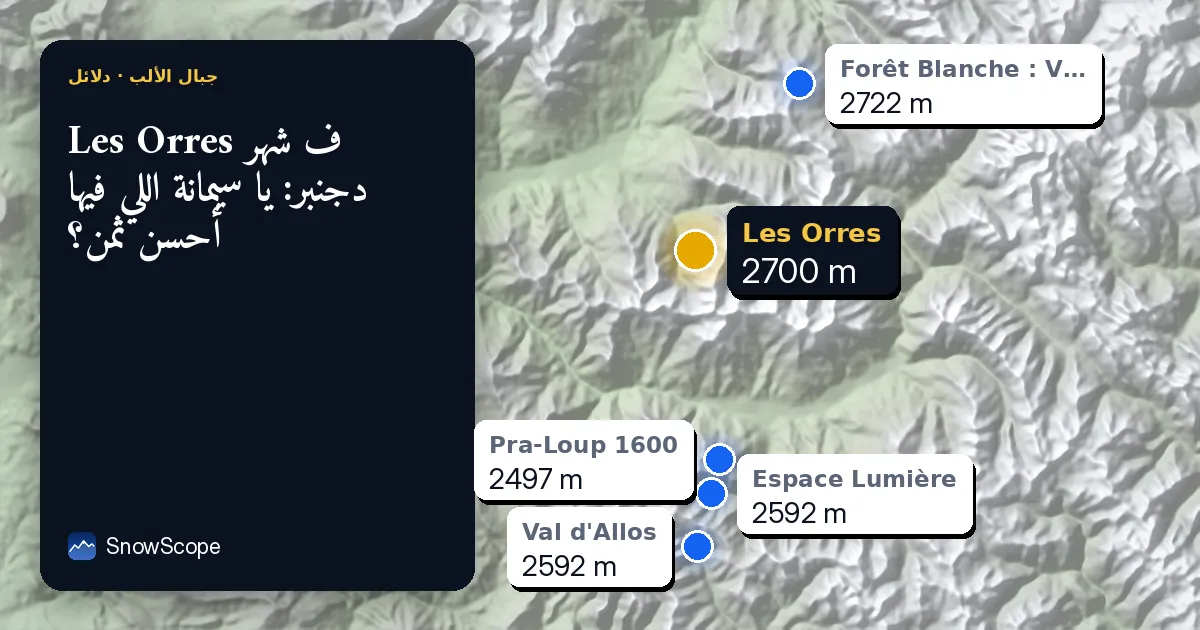 جبال الألب · دلائل
Les Orres ف شهر
دجنبر: يا سيمانة اللي فيها
أحسن ثمن؟
SnowScope
Forêt Blanche : V…
2722 m
Les Orres
2700 m
Pra-Loup 1600
2497 m
Espace Lumière
2592 m
Val d'Allos
2592 m